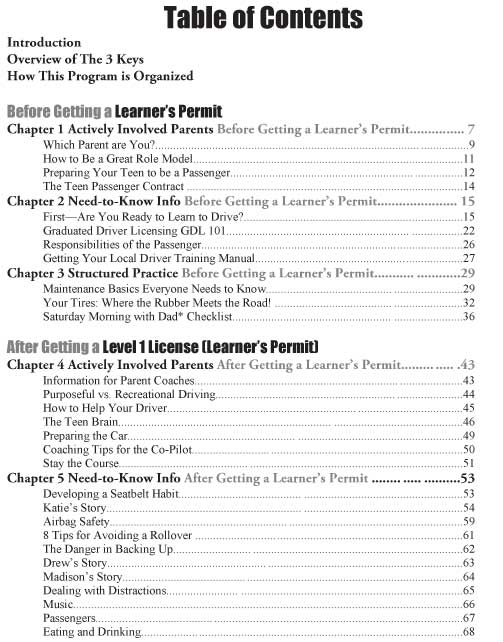 Table of Contents
Introduction
Overview of The 3 Keys
How This Program is Organized
Before Getting a Learner's Permit
Chapter 1 Actively Involved Parents Before Getting a Learner's Permit............... 7
Which Parent are You?.......................................................................9
How to Be a Great Role Model...........................................................11
Preparing Your Teen to be a Passenger...............................................12
The Teen Passenger Contract ............................................................14
Chapter 2 Need-to-Know Info Before Getting a Learner's Permit...................... 15
First—Are You Ready to Learn to Drive?............................................15
Graduated Driver Licensing GDL 101.................................................22
Responsibilities of the Passenger........................................................26
Getting Your Local Driver Training Manual.........................................27
Chapter 3 Structured Practice Before Getting a Learner's Permit........... ............29
Maintenance Basics Everyone Needs to Know.....................................29
Your Tires: Where the Rubber Meets the Road! ..................................32
Saturday Morning with Dad* Checklist...............................................36
After Getting a Level 1 License (Learner's Permit)
Chapter 4 Actively Involved Parents After Getting a Learner's Permit......... ..... .43
Information for Parent Coaches..........................................................43
Purposeful vs. Recreational Driving.....................................................44
How to Help Your Driver....................................................................45
The Teen Brain..................................................................................46
Preparing the Car...............................................................................49
Coaching Tips for the Co-Pilot............................................................50
Stay the Course..................................................................................51
Chapter 5 Need-to-Know Info After Getting a Learner's Permit ........ ..... ..........53
Developing a Seatbelt Habit................................................................53
Katie's Story......................................................................................54
Airbag Safety.....................................................................................59
8 Tips for Avoiding a Rollover ............................................................61
The Danger in Backing Up..................................................................62
Drew's Story......................................................................................63
Madison's Story.................................................................................64
Dealing with Distractions....................................................................65
Music................................................................................................66
Passengers.........................................................................................67
Eating and Drinking............................................................................68